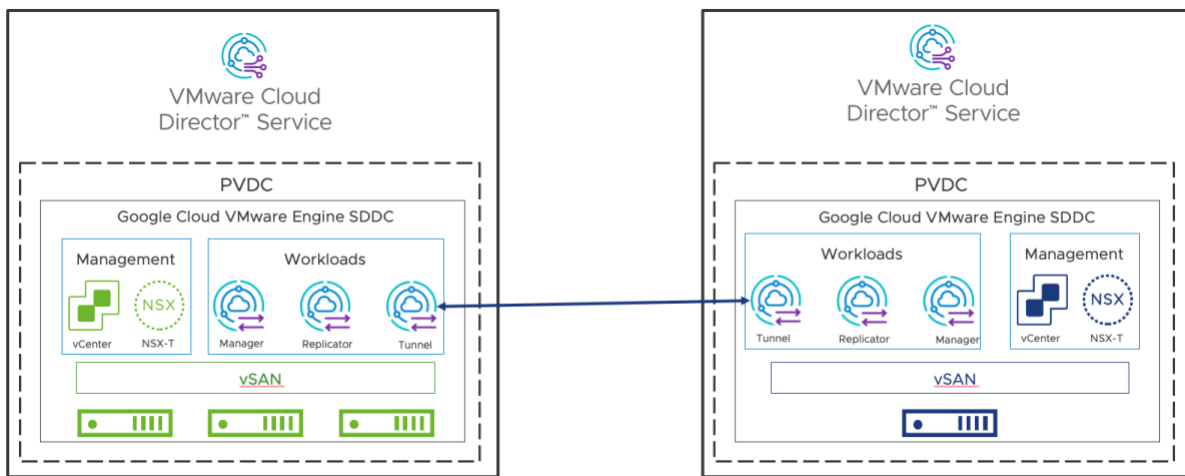 VMware Cloud
Director™ Service
PVDC
Google Cloud VMware Engine SDDC
Management
Workloads
NSX
vCenter
NSX-T
Manager
Replicator
Tunnel
vSAN
VMware Cloud
Director™ Service
PVDC
Google Cloud VMware Engine SDDC
Workloads
Management
NSX
Tunnel
Replicator
Manager
vCenter
NSX-T
vSAN